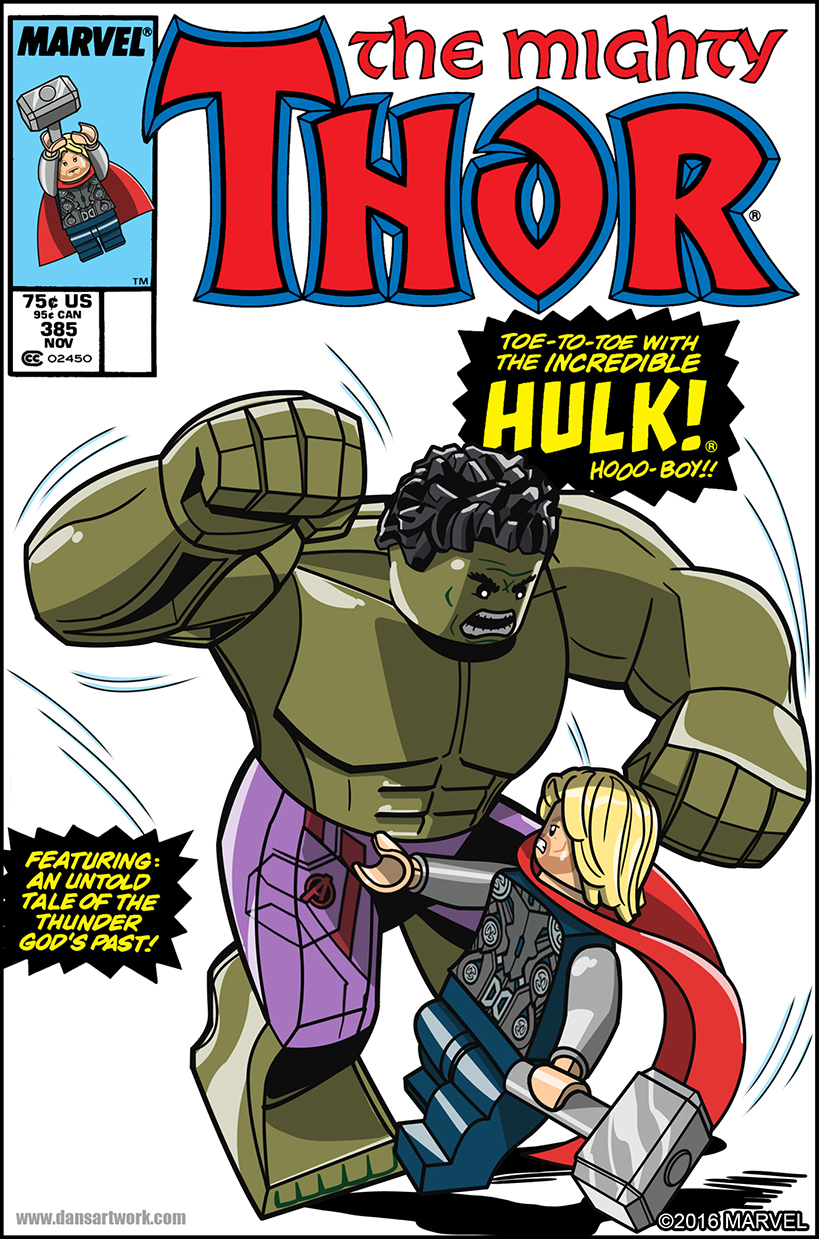 MARVEL®
THE MIGHTY
THOR®
TM
75¢ US
95¢ CAN
385
NOV
CC 02450
TOE-TO-TOE WITH
THE INCREDIBLE
HULK!®
HOOO-BOY!!
FEATURING:
AN UNTOLD
TALE OF THE
THUNDER
GOD'S PAST!
www.dansartwork.com
©2016 MARVEL